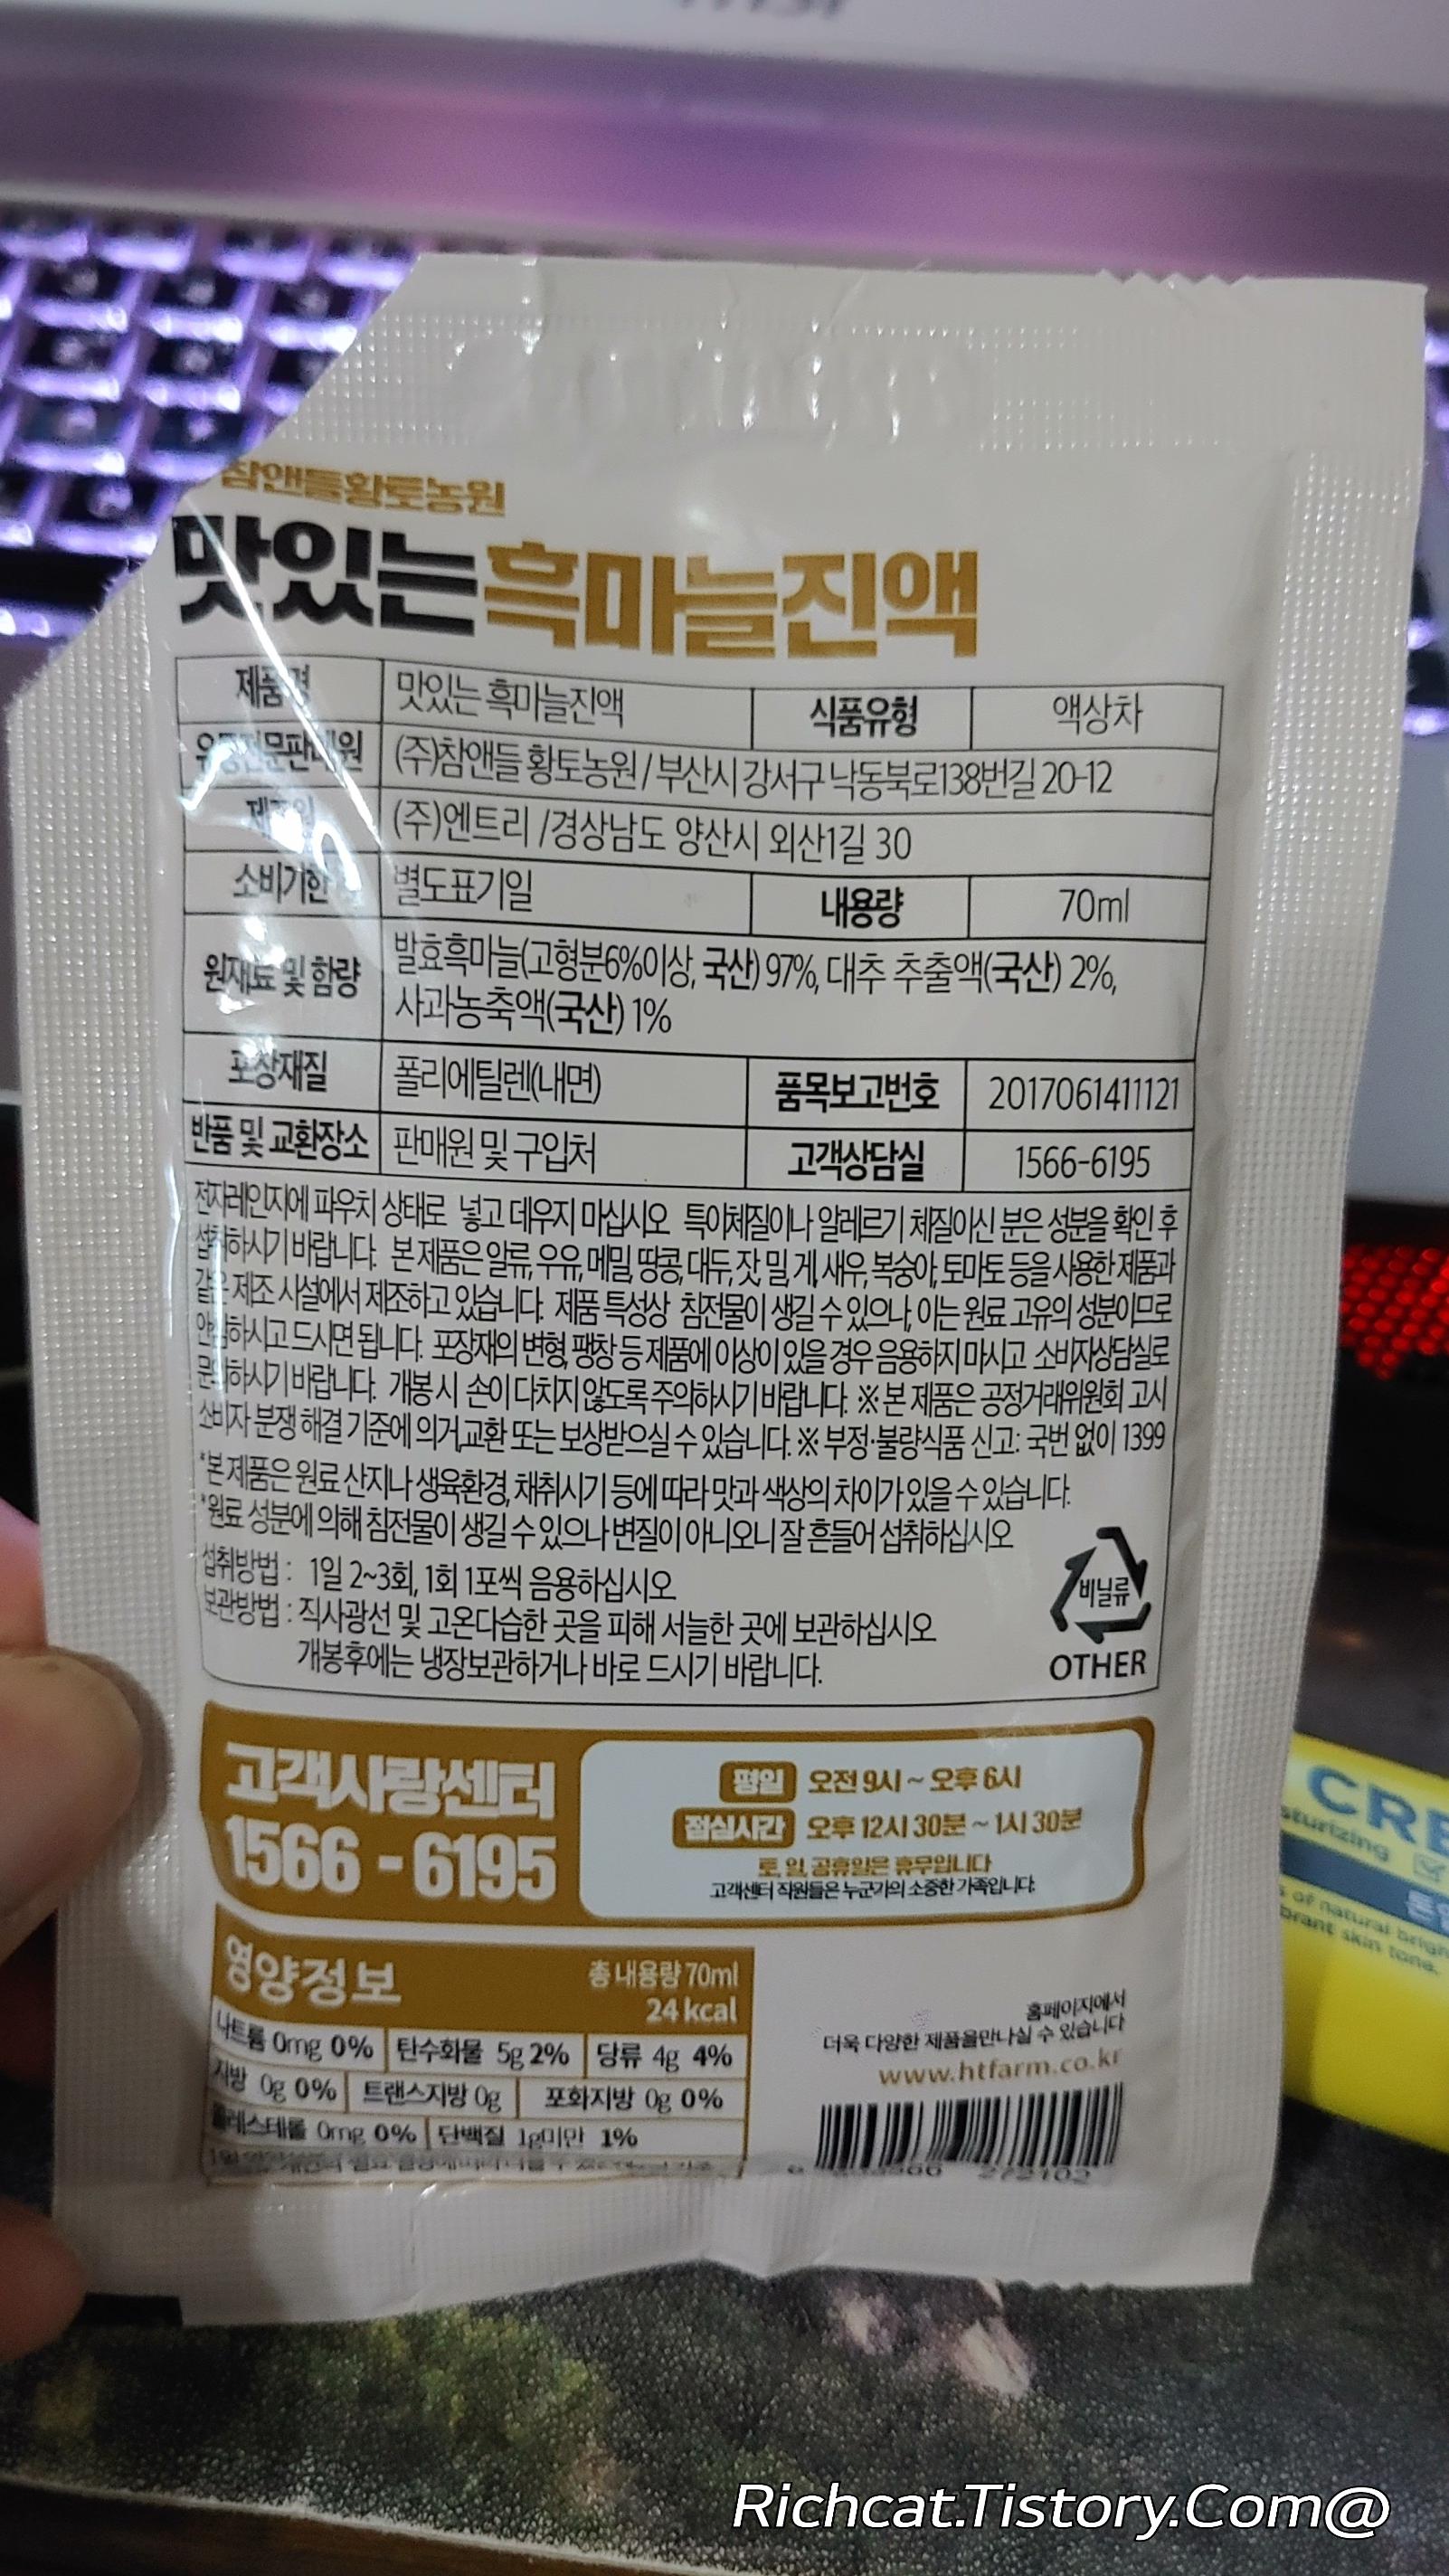 참앤들황토농원
맛있는흑마늘진액
제품명 맛있는 흑마늘진액 식품유형 액상차
유통전문판매원 (주)참앤들 황토농원 / 부산시 강서구 낙동북로138번길 20-12
제조원 (주)엔트리 /경상남도 양산시 외산1길 30
소비기한 별도표기일 내용량 70ml
원재료 및 함량 발효흑마늘(고형분6%이상, 국산) 97%, 대추 추출액(국산) 2%,
사과농축액(국산) 1%
포장재질 폴리에틸렌(내면) 품목보고번호 2017061411121
반품 및 교환장소 판매원 및 구입처 고객상담실 1566-6195
전자레인지에 파우치 상태로 넣고 데우지 마십시오 특이체질이나 알레르기 체질이신 분은 성분을 확인 후
섭취하시기 바랍니다. 본 제품은 알류, 우유, 메밀, 땅콩, 대두, 잣, 밀, 게, 새우, 복숭아, 토마토 등을 사용한 제품과
같은 제조 시설에서 제조하고 있습니다. 제품 특성상 침전물이 생길 수 있으나, 이는 원료 고유의 성분이므로
안심하시고 드시면 됩니다. 포장재의 변형, 팽창 등 제품에 이상이 있을 경우 음용하지 마시고 소비자상담실로
문의하시기 바랍니다. 개봉 시 손이 다치지 않도록 주의하시기 바랍니다. ※ 본 제품은 공정거래위원회 고시
소비자 분쟁 해결 기준에 의거,교환 또는 보상받으실 수 있습니다. ※ 부정·불량식품 신고 : 국번 없이 1399
*본 제품은 원료 산지나 생육환경, 채취시기 등에 따라 맛과 색상의 차이가 있을 수 있습니다.
*원료 성분에 의해 침전물이 생길 수 있으나 변질이 아니오니 잘 흔들어 섭취하십시오
섭취방법 : 1일 2~3회, 1회 1포씩 음용하십시오
보관방법 : 직사광선 및 고온다습한 곳을 피해 서늘한 곳에 보관하십시오
개봉후에는 냉장보관하거나 바로 드시기 바랍니다.
비닐류
OTHER
고객사랑센터
1566 - 6195
평일 오전 9시 ~ 오후 6시
점심시간 오후 12시 30분 ~ 1시 30분
토, 일, 공휴일은 휴무입니다
고객센터 직원들은 누군가의 소중한 가족입니다.
영양정보 총 내용량 70ml
24 kcal
나트륨 0mg 0% 탄수화물 5g 2% 당류 4g 4%
지방 0g 0% 트랜스지방 0g 포화지방 0g 0%
콜레스테롤 0mg 0% 단백질 1g미만 1%
홈페이지에서
더욱 다양한 제품을만나실 수 있습니다
www.htfarm.co.kr
CRE
sturizing
of natural brigh
brant skin tone.
Richcat.Tistory.Com@